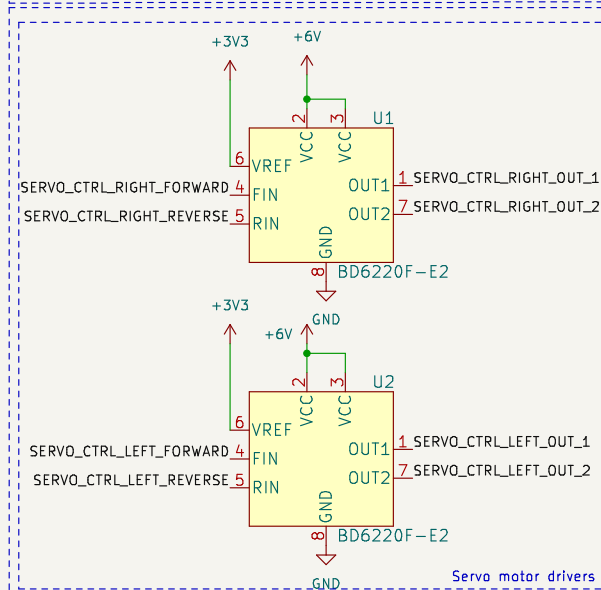 +3V3
+6V
U1
2
3
VCC
VCC
6
VREF
SERVO_CTRL_RIGHT_FORWARD
4
FIN
SERVO_CTRL_RIGHT_REVERSE
5
RIN
OUT1
1
SERVO_CTRL_RIGHT_OUT_1
OUT2
7
SERVO_CTRL_RIGHT_OUT_2
GND
8
BD6220F-E2
GND
+3V3
+6V
U2
2
3
VCC
VCC
6
VREF
SERVO_CTRL_LEFT_FORWARD
4
FIN
SERVO_CTRL_LEFT_REVERSE
5
RIN
OUT1
1
SERVO_CTRL_LEFT_OUT_1
OUT2
7
SERVO_CTRL_LEFT_OUT_2
GND
8
BD6220F-E2
GND
Servo motor drivers